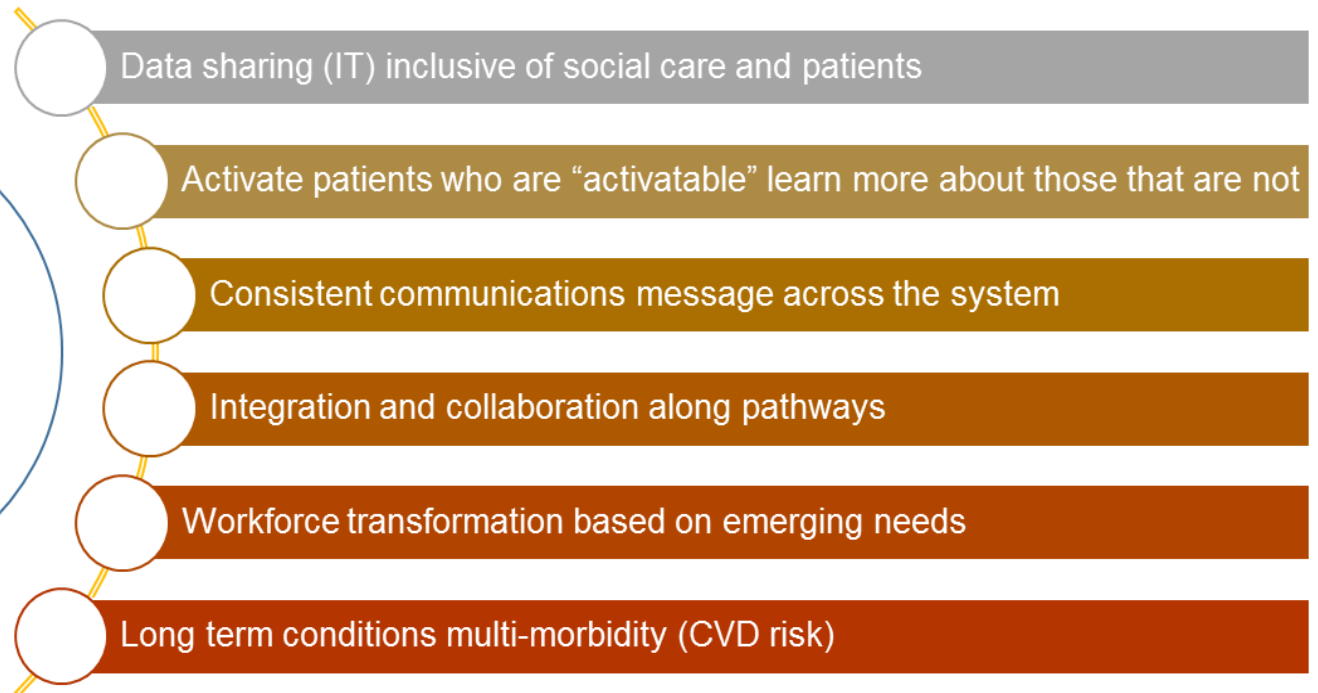 Data sharing (IT) inclusive of social care and patients
Activate patients who are “activatable” learn more about those that are not
Consistent communications message across the system
Integration and collaboration along pathways
Workforce transformation based on emerging needs
Long term conditions multi-morbidity (CVD risk)